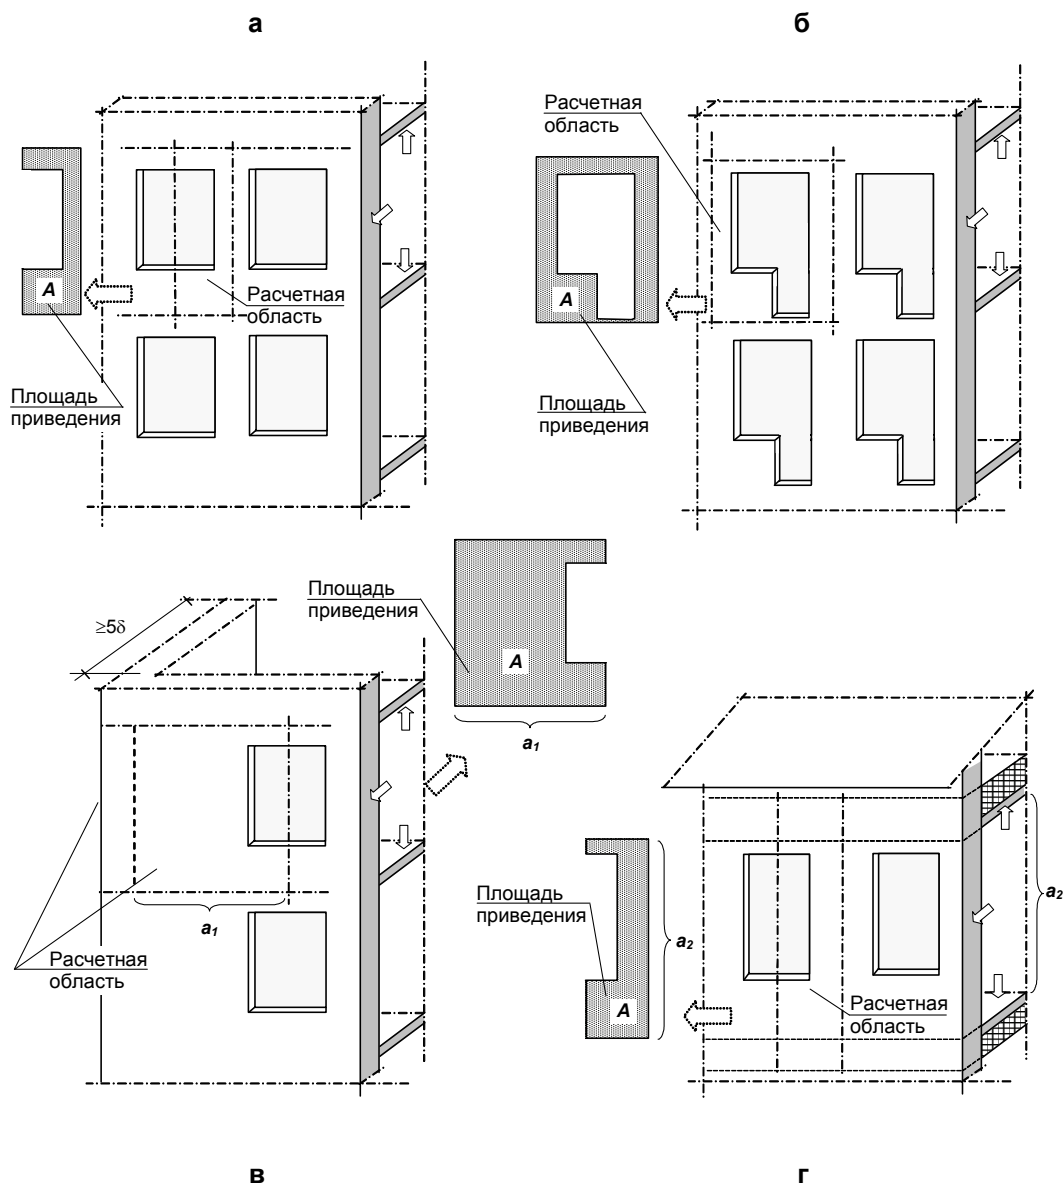 а
б
Расчетная
область
А
Расчетная
область
Площадь
приведения
А
Площадь
приведения
Площадь
приведения
А
a1
≥5δ
a1
Расчетная
область
Площадь
приведения
А
a2
a2
Расчетная
область
в
г